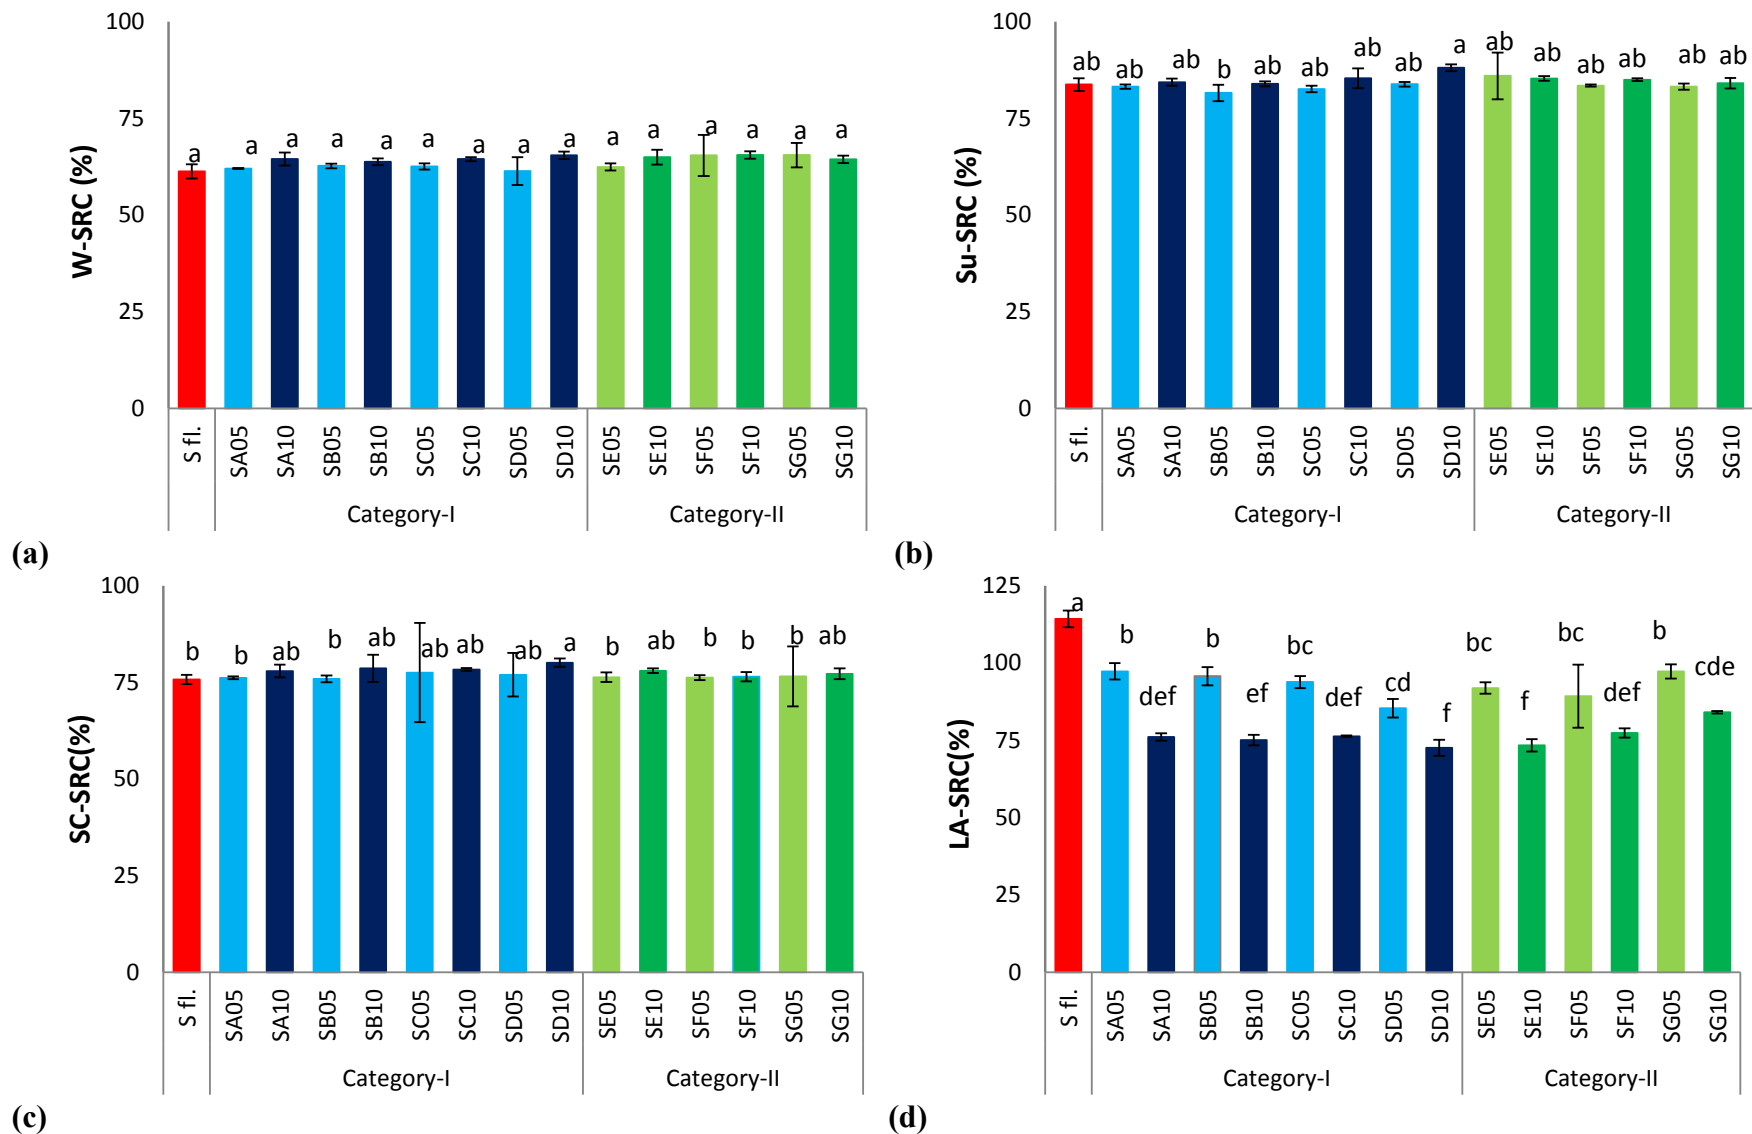 100
75
50
25
0
W-SRC (%)
a a a a a a a a a a a a a a a
S fl. SA05 SA10 SB05 SB10 SC05 SC10 SD05 SD10 SE05 SE10 SF05 SF10 SG05 SG10
Category-I Category-II
(a)
100
75
50
25
0
Su-SRC (%)
ab ab ab b ab ab ab ab a ab ab ab ab ab ab
S fl. SA05 SA10 SB05 SB10 SC05 SC10 SD05 SD10 SE05 SE10 SF05 SF10 SG05 SG10
Category-I Category-II
(b)
100
75
50
25
0
SC-SRC(%)
b b ab b ab ab ab ab a b ab b b b ab
S fl. SA05 SA10 SB05 SB10 SC05 SC10 SD05 SD10 SE05 SE10 SF05 SF10 SG05 SG10
Category-I Category-II
(c)
125
100
75
50
25
0
LA-SRC(%)
a b def b ef bc def cd f bc f bc def b cde
S fl. SA05 SA10 SB05 SB10 SC05 SC10 SD05 SD10 SE05 SE10 SF05 SF10 SG05 SG10
Category-I Category-II
(d)